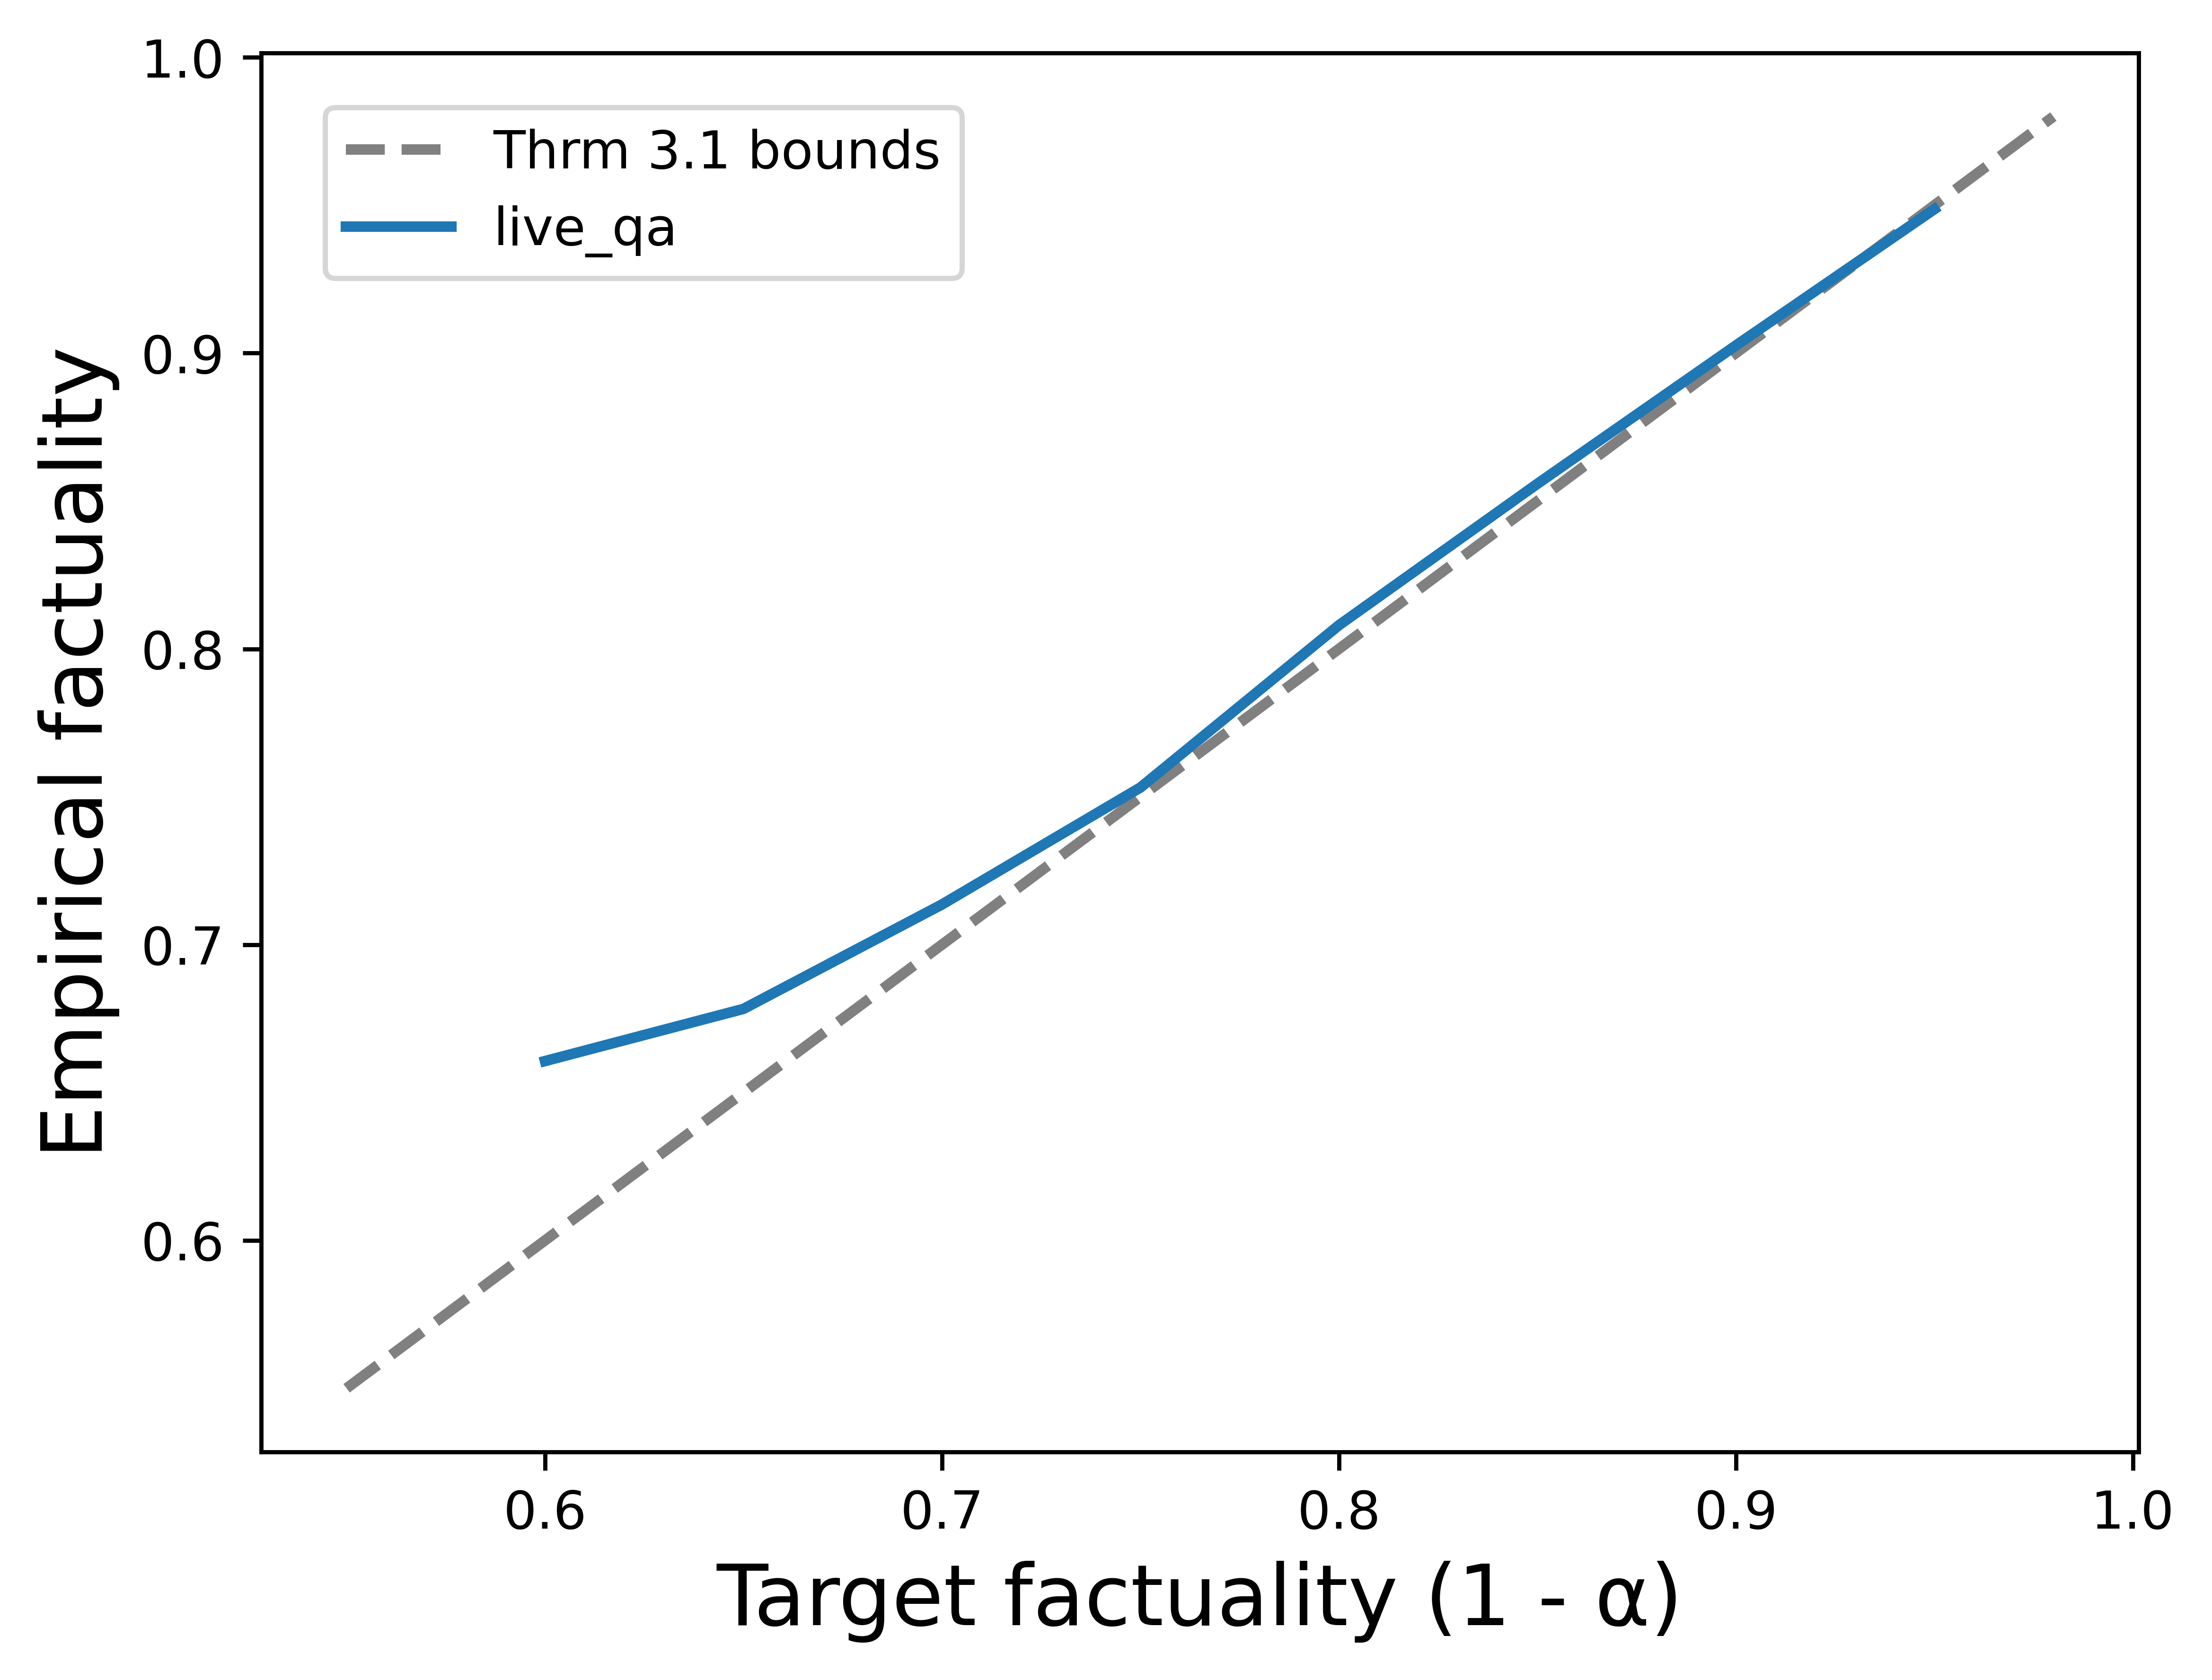 1.0
0.9
0.8
0.7
0.6
Empirical factuality
Thrm 3.1 bounds
live_qa
0.6 0.7 0.8 0.9 1.0
Target factuality (1 - α)